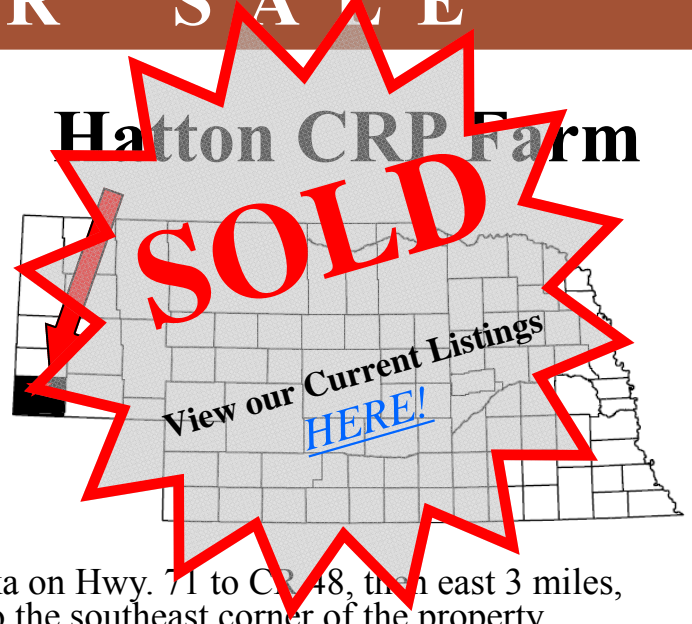 R SALE
Hatton CRP Farm
SOLD
View our Current Listings
HERE!
on Hwy. 71 to CR 48, then east 3 miles,
the southeast corner of the property